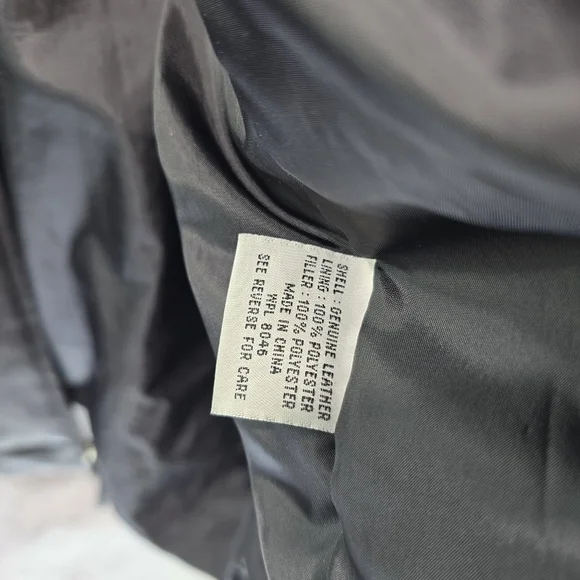 SHELL : GENUINE LEATHER
LINING : 100% POLYESTER
FILLER : 100% POLYESTER
MADE IN CHINA
WPL 8046
SEE REVERSE FOR CARE